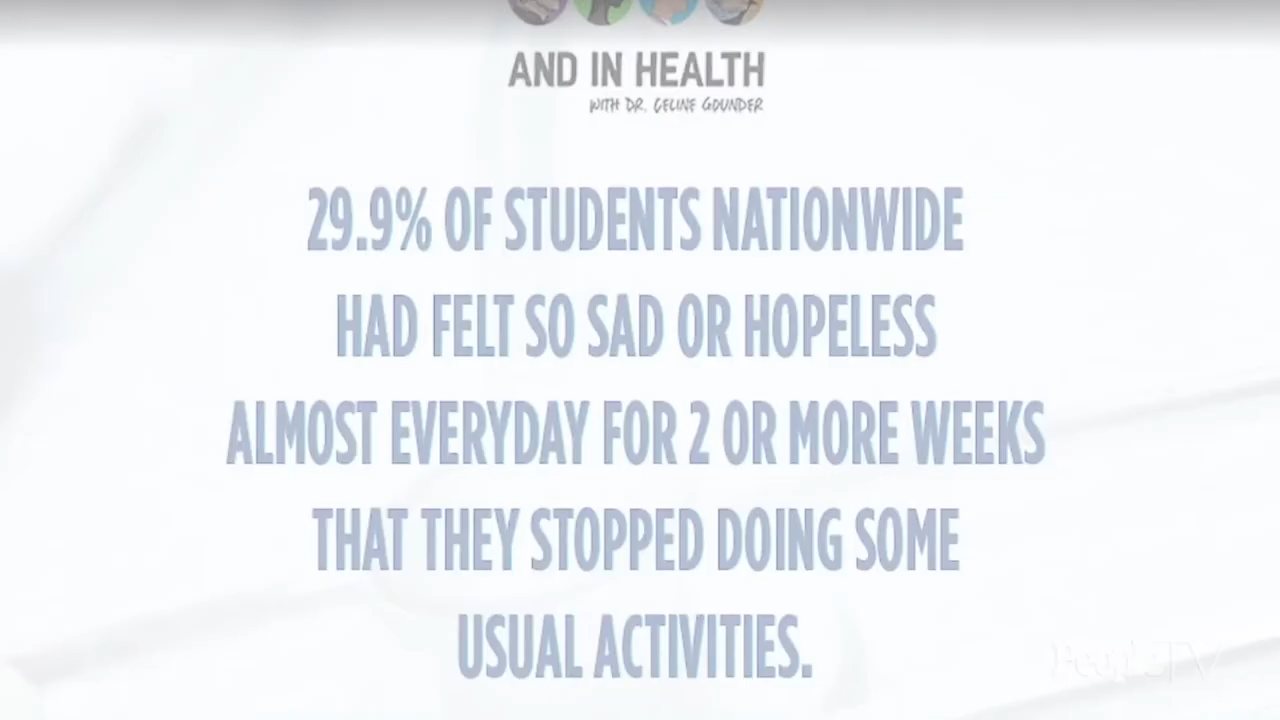 AND IN HEALTH
WITH DR. CELINE GOUNDER
29.9% OF STUDENTS NATIONWIDE
HAD FELT SO SAD OR HOPELESS
ALMOST EVERYDAY FOR 2 OR MORE WEEKS
THAT THEY STOPPED DOING SOME
USUAL ACTIVITIES.
PeopleTV